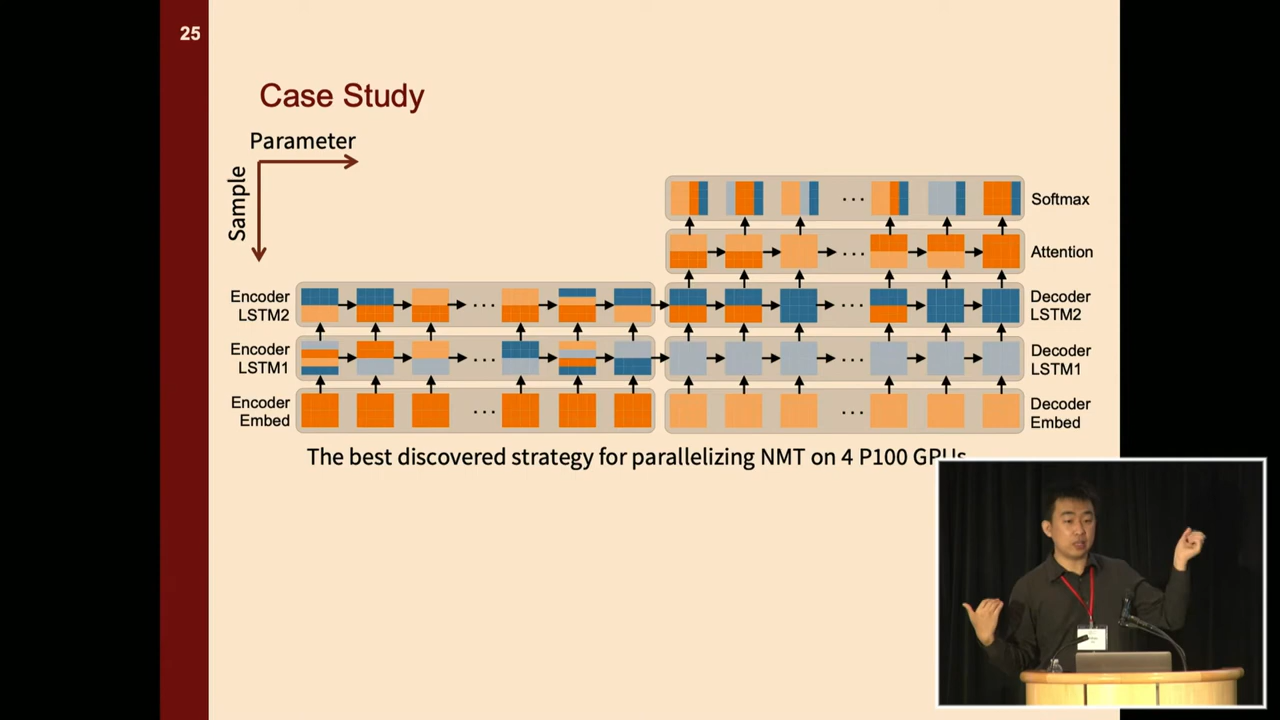 25
Case Study
Parameter
Sample
Softmax
Attention
Encoder
LSTM2
Decoder
LSTM2
Encoder
LSTM1
Decoder
LSTM1
Encoder
Embed
Decoder
Embed
The best discovered strategy for parallelizing NMT on 4 P100 GPUs